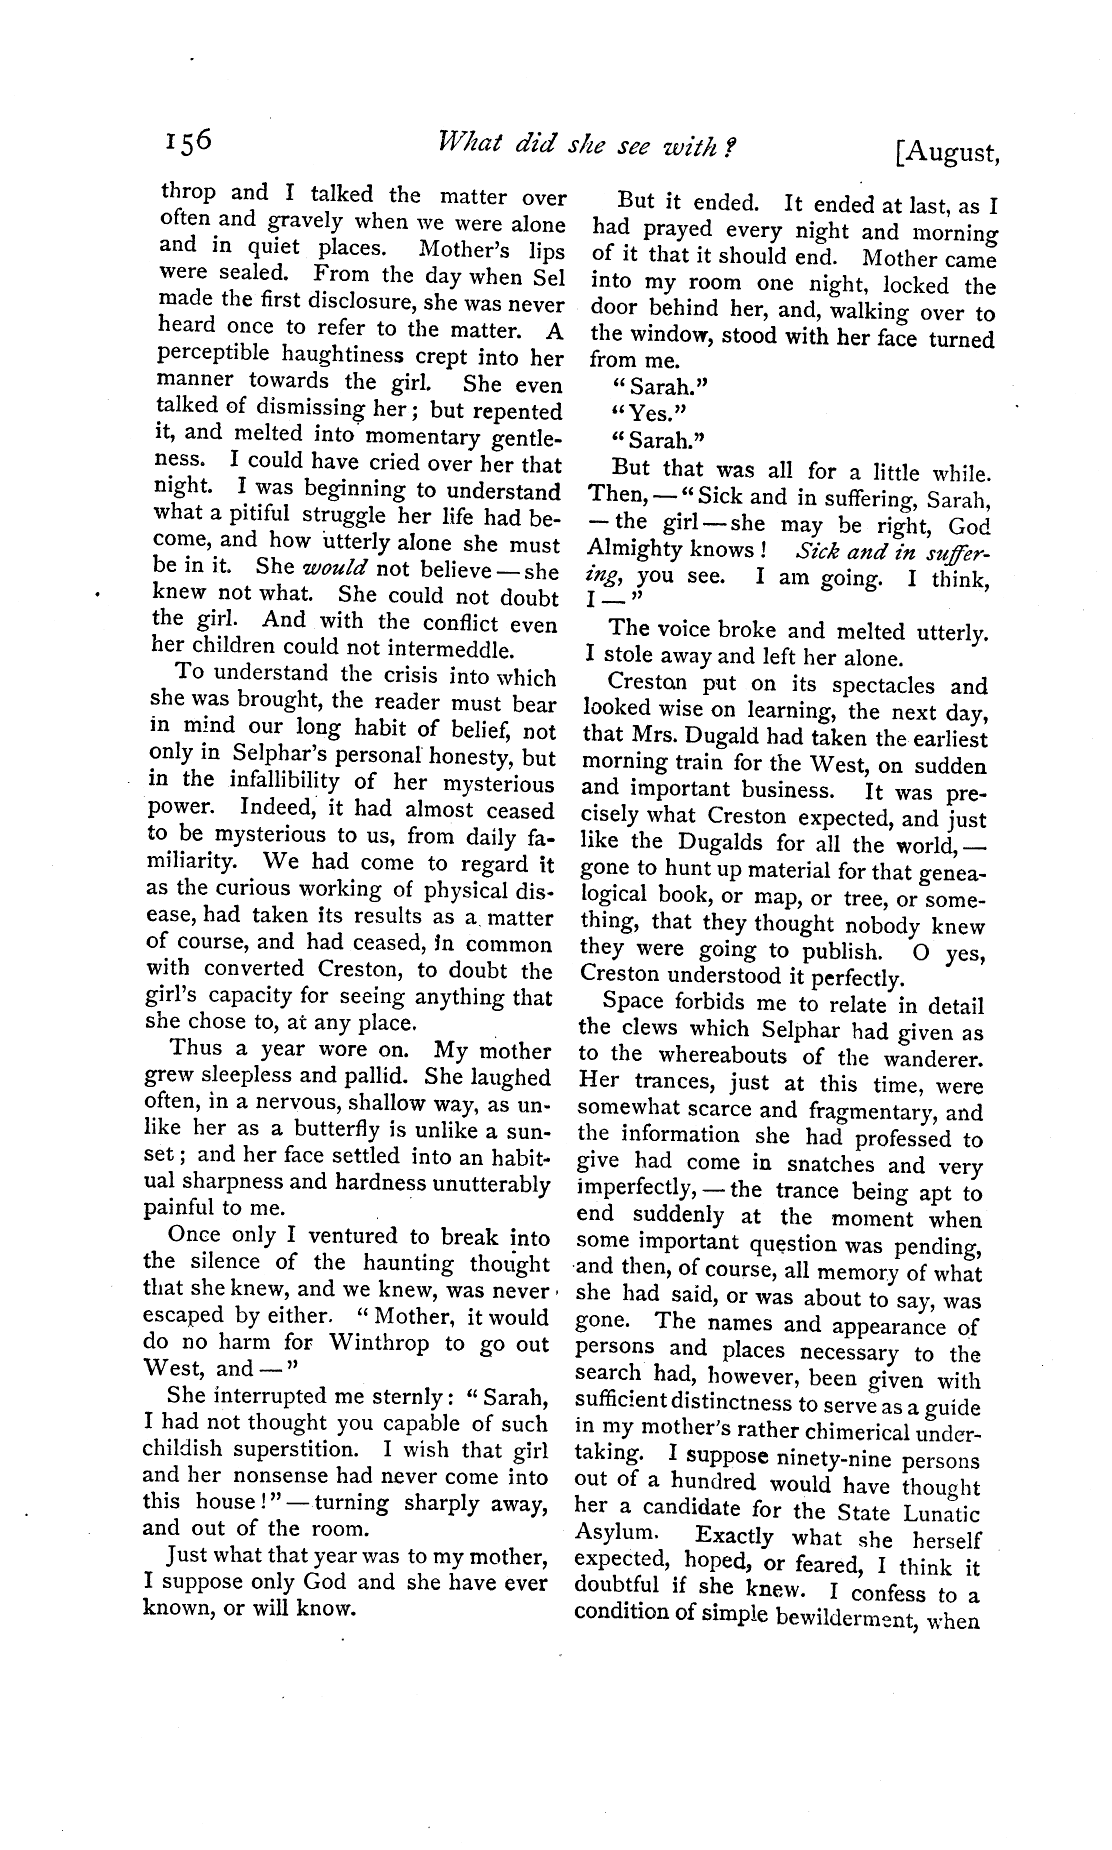 156 What did she see with? [August,
throp and I talked the matter over
often and gravely when we were alone
and in quiet places. Mother's lips
were sealed. From the day when Sel
made the first disclosure, she was never
heard once to refer to the matter. A
perceptible haughtiness crept into her
manner towards the girl. She even
talked of dismissing her; but repented
it, and melted into momentary gentle-
ness. I could have cried over her that
night. I was beginning to understand
what a pitiful struggle her life had be-
come, and how utterly alone she must
be in it. She would not believe — she
knew not what. She could not doubt
the girl. And with the conflict even
her children could not intermeddle.
To understand the crisis into which
she was brought, the reader must bear
in mind our long habit of belief, not
only in Selphar's personal honesty, but
in the infallibility of her mysterious
power. Indeed, it had almost ceased
to be mysterious to us, from daily fa-
miliarity. We had come to regard it
as the curious working of physical dis-
ease, had taken its results as a matter
of course, and had ceased, in common
with converted Creston, to doubt the
girl's capacity for seeing anything that
she chose to, at any place.
Thus a year wore on. My mother
grew sleepless and pallid. She laughed
often, in a nervous, shallow way, as un-
like her as a butterfly is unlike a sun-
set; and her face settled into an habit-
ual sharpness and hardness unutterably
painful to me.
Once only I ventured to break into
the silence of the haunting thought
that she knew, and we knew, was never
escaped by either. "Mother, it would
do no harm for Winthrop to go out
West, and — "
She interrupted me sternly: "Sarah,
I had not thought you capable of such
childish superstition. I wish that girl
and her nonsense had never come into
this house!" — turning sharply away,
and out of the room.
Just what that year was to my mother,
I suppose only God and she have ever
known, or will know.
But it ended. It ended at last, as I
had prayed every night and morning
of it that it should end. Mother came
into my room one night, locked the
door behind her, and, walking over to
the window, stood with her face turned
from me.
"Sarah."
"Yes."
"Sarah."
But that was all for a little while.
Then, — "Sick and in suffering, Sarah,
— the girl — she may be right, God
Almighty knows! Sick and in suffer-
ing, you see. I am going. I think,
I — "
The voice broke and melted utterly.
I stole away and left her alone.
Creston put on its spectacles and
looked wise on learning, the next day,
that Mrs. Dugald had taken the earliest
morning train for the West, on sudden
and important business. It was pre-
cisely what Creston expected, and just
like the Dugalds for all the world, —
gone to hunt up material for that genea-
logical book, or map, or tree, or some-
thing, that they thought nobody knew
they were going to publish. O yes,
Creston understood it perfectly.
Space forbids me to relate in detail
the clews which Selphar had given as
to the whereabouts of the wanderer.
Her trances, just at this time, were
somewhat scarce and fragmentary, and
the information she had professed to
give had come in snatches and very
imperfectly, — the trance being apt to
end suddenly at the moment when
some important question was pending,
and then, of course, all memory of what
she had said, or was about to say, was
gone. The names and appearance of
persons and places necessary to the
search had, however, been given with
sufficient distinctness to serve as a guide
in my mother's rather chimerical under-
taking. I suppose ninety-nine persons
out of a hundred would have thought
her a candidate for the State Lunatic
Asylum. Exactly what she herself
expected, hoped, or feared, I think it
doubtful if she knew. I confess to a
condition of simple bewilderment, when